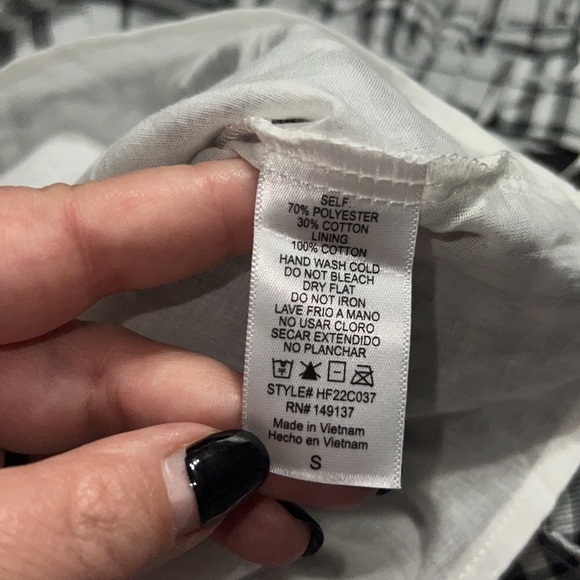 SELF:
70% POLYESTER
30% COTTON
LINING:
100% COTTON
HAND WASH COLD
DO NOT BLEACH
DRY FLAT
DO NOT IRON
LAVE FRIO A MANO
NO USAR CLORO
SECAR EXTENDIDO
NO PLANCHAR
STYLE# HF22C037
RN# 149137
Made in Vietnam
Hecho en Vietnam
S